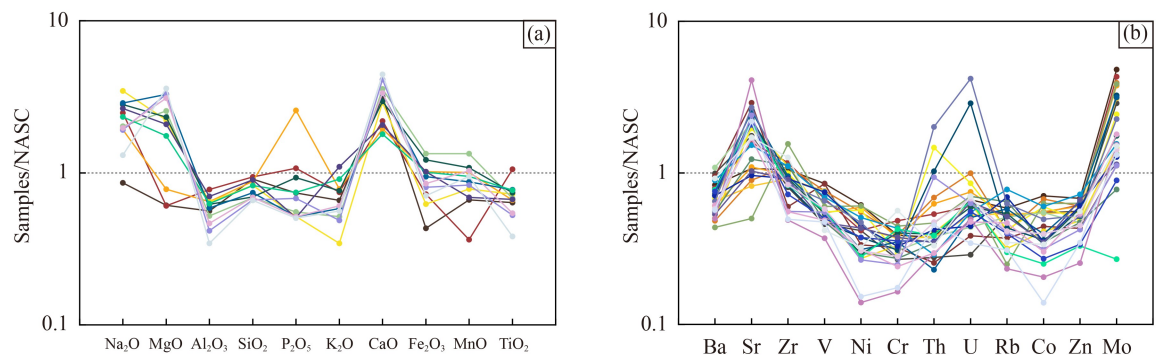 (a)
10
1
0.1
Samples/NASC
Na₂O MgO Al₂O₃ SiO₂ P₂O₅ K₂O CaO Fe₂O₃ MnO TiO₂
(b)
10
1
0.1
Samples/NASC
Ba Sr Zr V Ni Cr Th U Rb Co Zn Mo